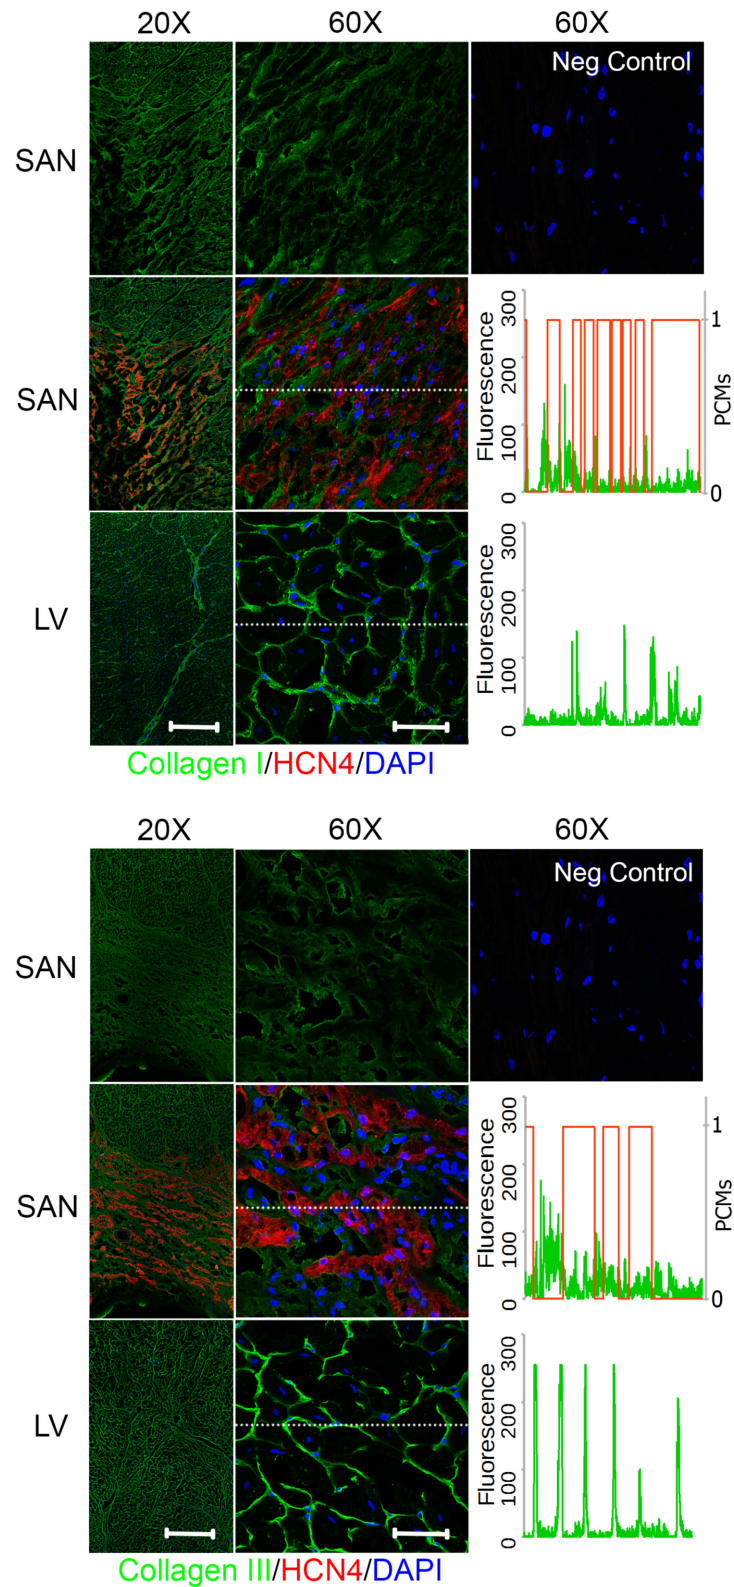 20X 60X 60X
Neg Control
SAN
SAN
Fluorescence
0 100 200 300
1
0
PCMs
LV
Fluorescence
0 100 200 300
Collagen I/HCN4/DAPI
20X 60X 60X
Neg Control
SAN
SAN
Fluorescence
0 100 200 300
1
0
PCMs
LV
Fluorescence
0 100 200 300
Collagen III/HCN4/DAPI